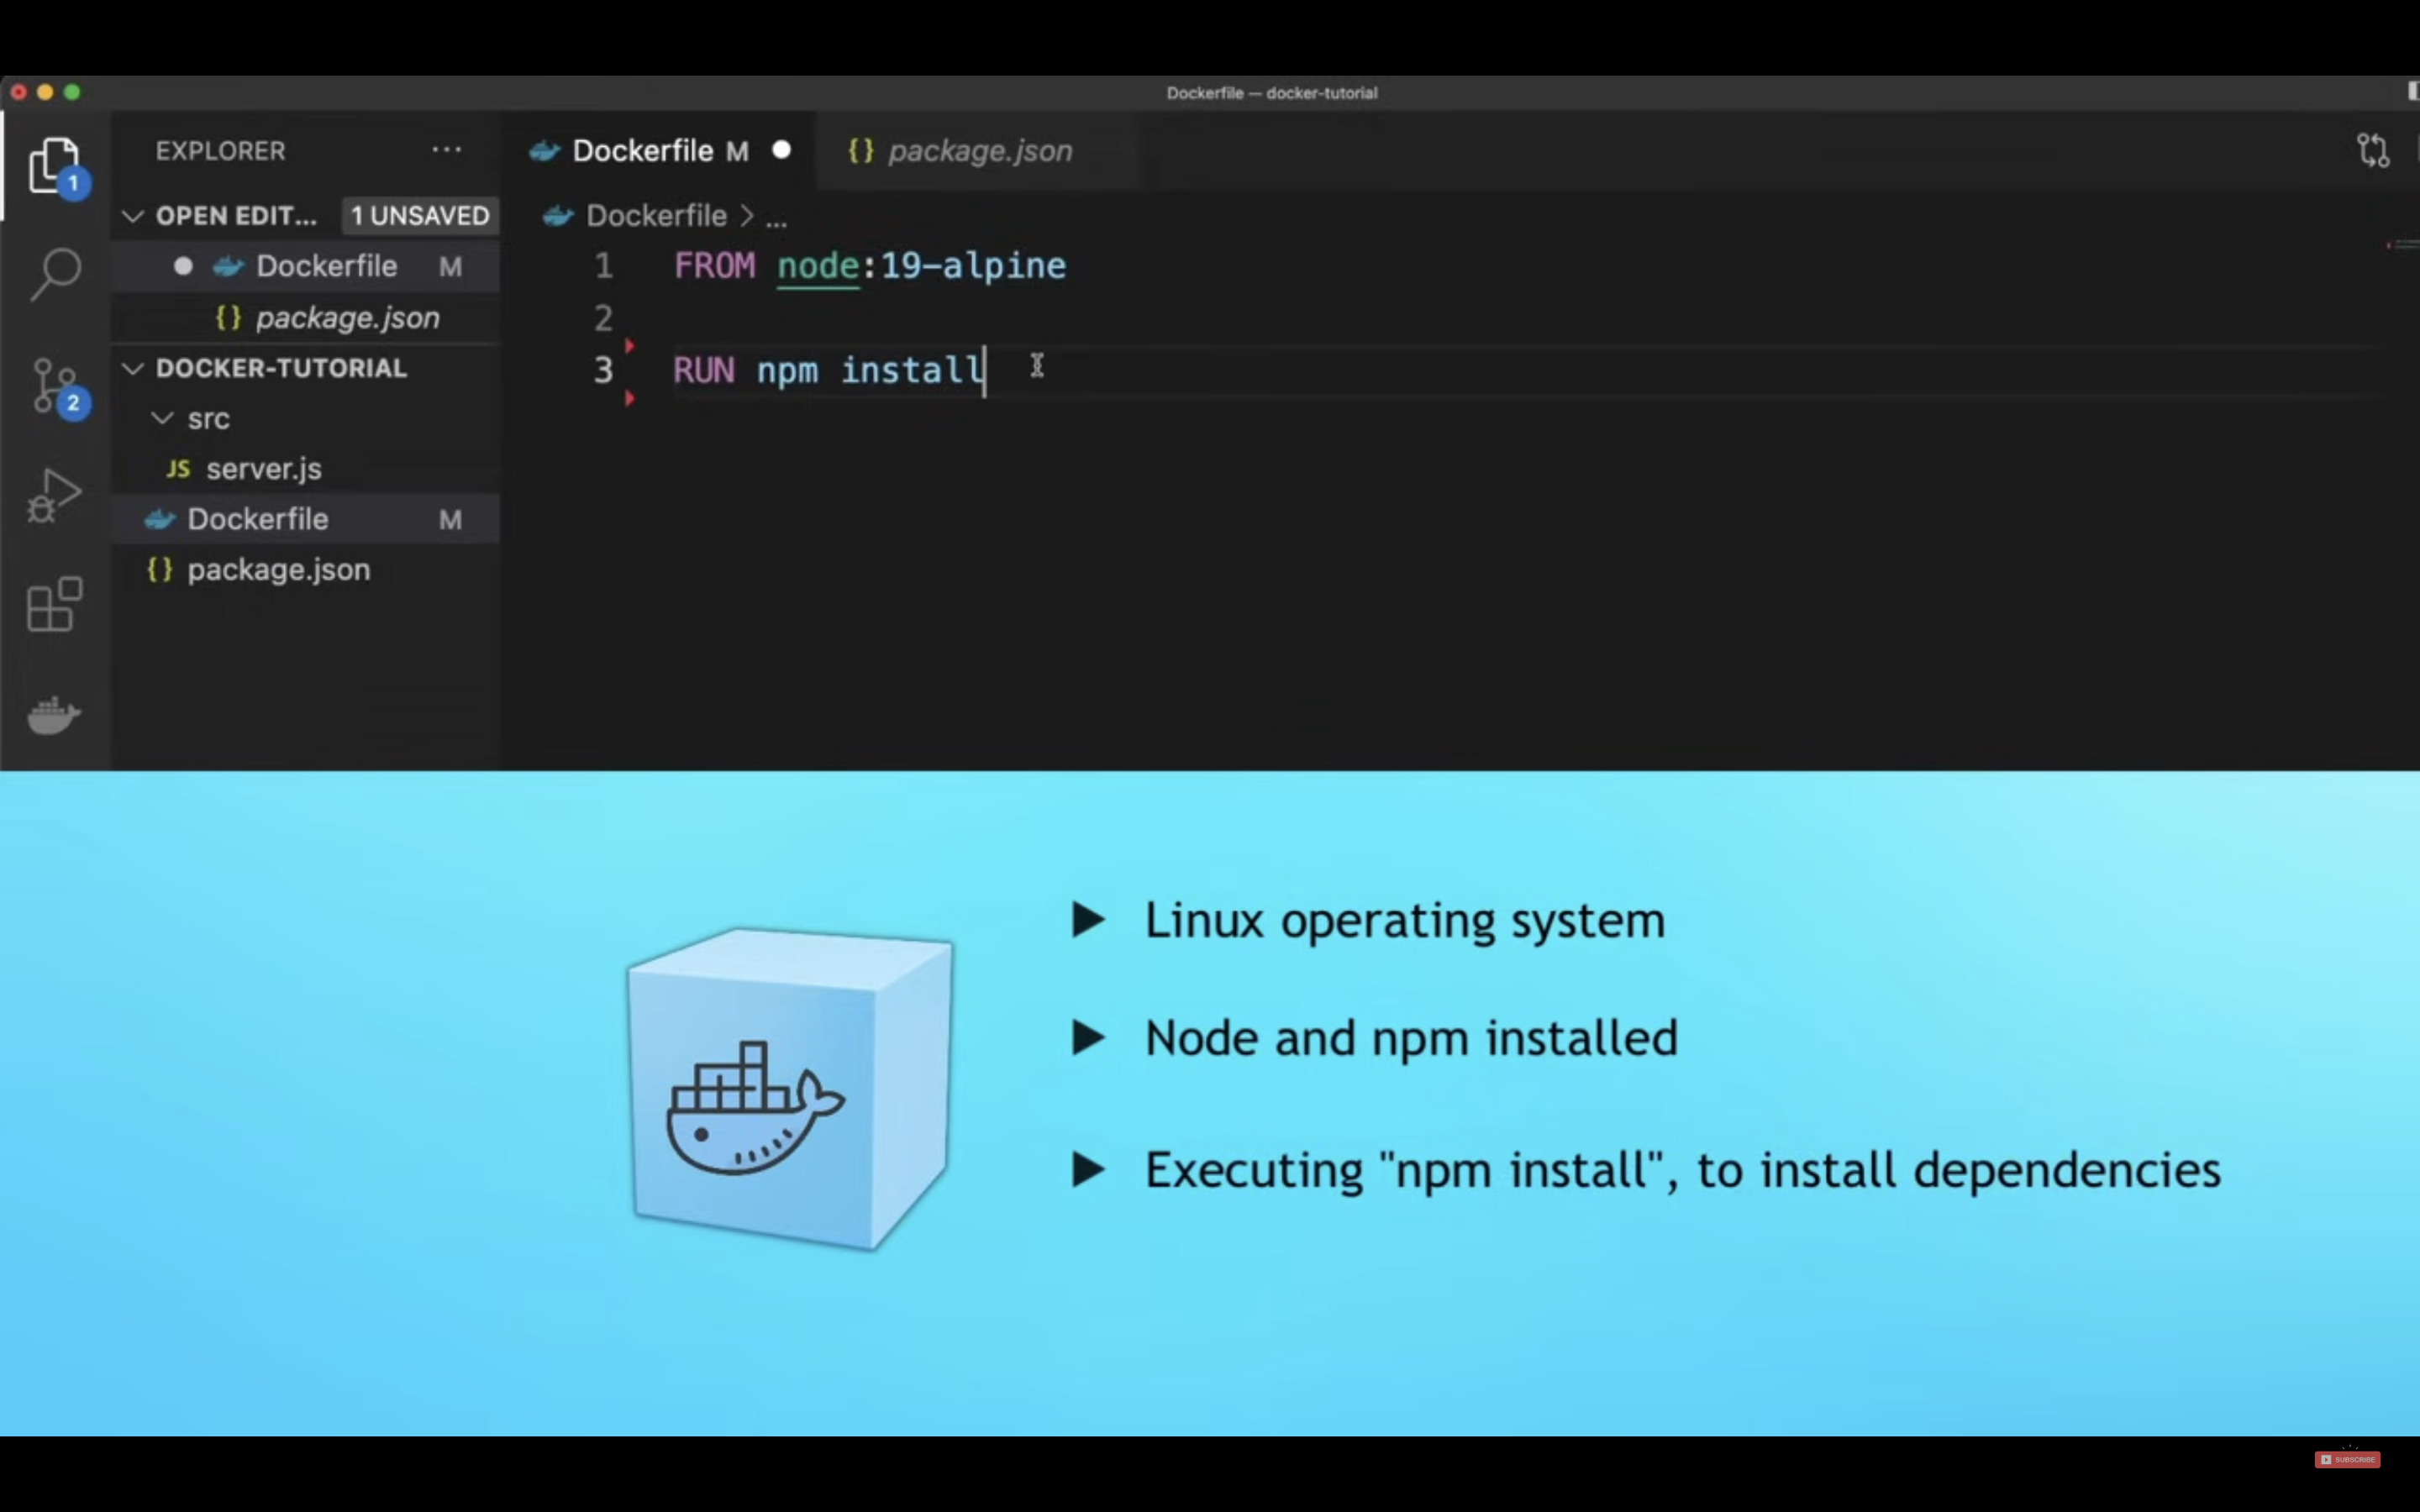 Dockerfile — docker-tutorial
EXPLORER ...
Dockerfile M
{} package.json
1
OPEN EDIT... 1 UNSAVED
Dockerfile > ...
Dockerfile M
{} package.json
1 FROM node:19-alpine
2
3 RUN npm install
2
DOCKER-TUTORIAL
src
JS server.js
Dockerfile M
{} package.json
Linux operating system
Node and npm installed
Executing "npm install", to install dependencies
SUBSCRIBE